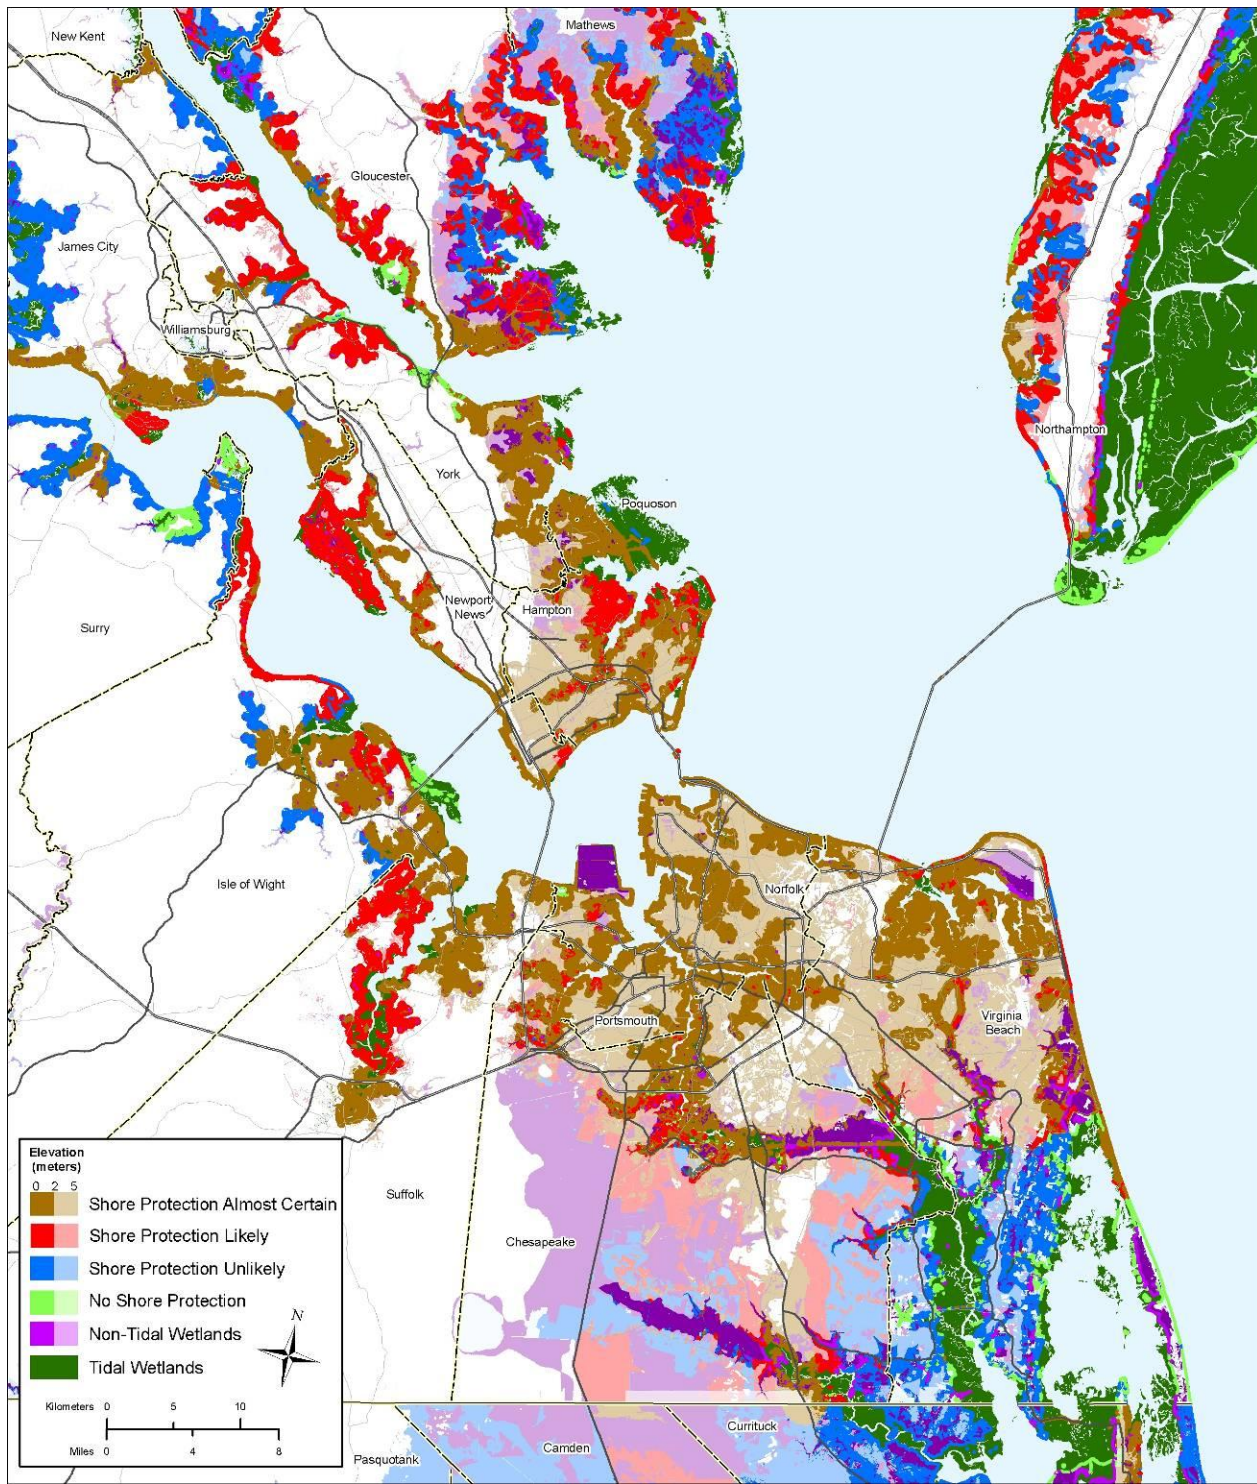 Mathews
New Kent
Gloucester
James City
Williamsburg
Northampton
York
Poquoson
Newport
News
Hampton
Surry
Isle of Wight
Norfolk
Virginia
Beach
Portsmouth
Suffolk
Chesapeake
Currituck
Camden
Pasquotank
Elevation
(meters)
0 2 5
Shore Protection Almost Certain
Shore Protection Likely
Shore Protection Unlikely
No Shore Protection
Non-Tidal Wetlands
Tidal Wetlands
N
Kilometers 0 5 10
Miles 0 4 8